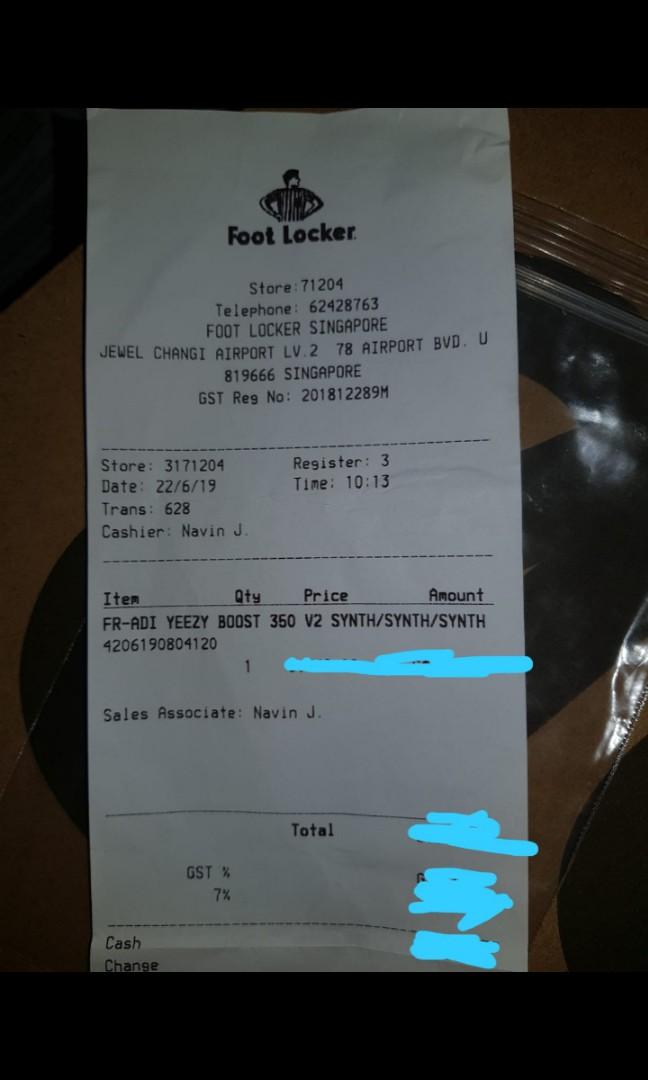 Foot Locker
Store:71204
Telephone: 62428763
FOOT LOCKER SINGAPORE
JEWEL CHANGI AIRPORT LV.2 78 AIRPORT BVD. U
819666 SINGAPORE
GST Reg No: 201812289M
Store: 3171204 Register: 3
Date: 22/6/19 Time: 10:13
Trans: 628
Cashier: Navin J.
Item Qty Price Amount
FR-ADI YEEZY BOOST 350 V2 SYNTH/SYNTH/SYNTH
4206190804120
1
Sales Associate: Navin J.
Total
GST %
7%
Cash
Change